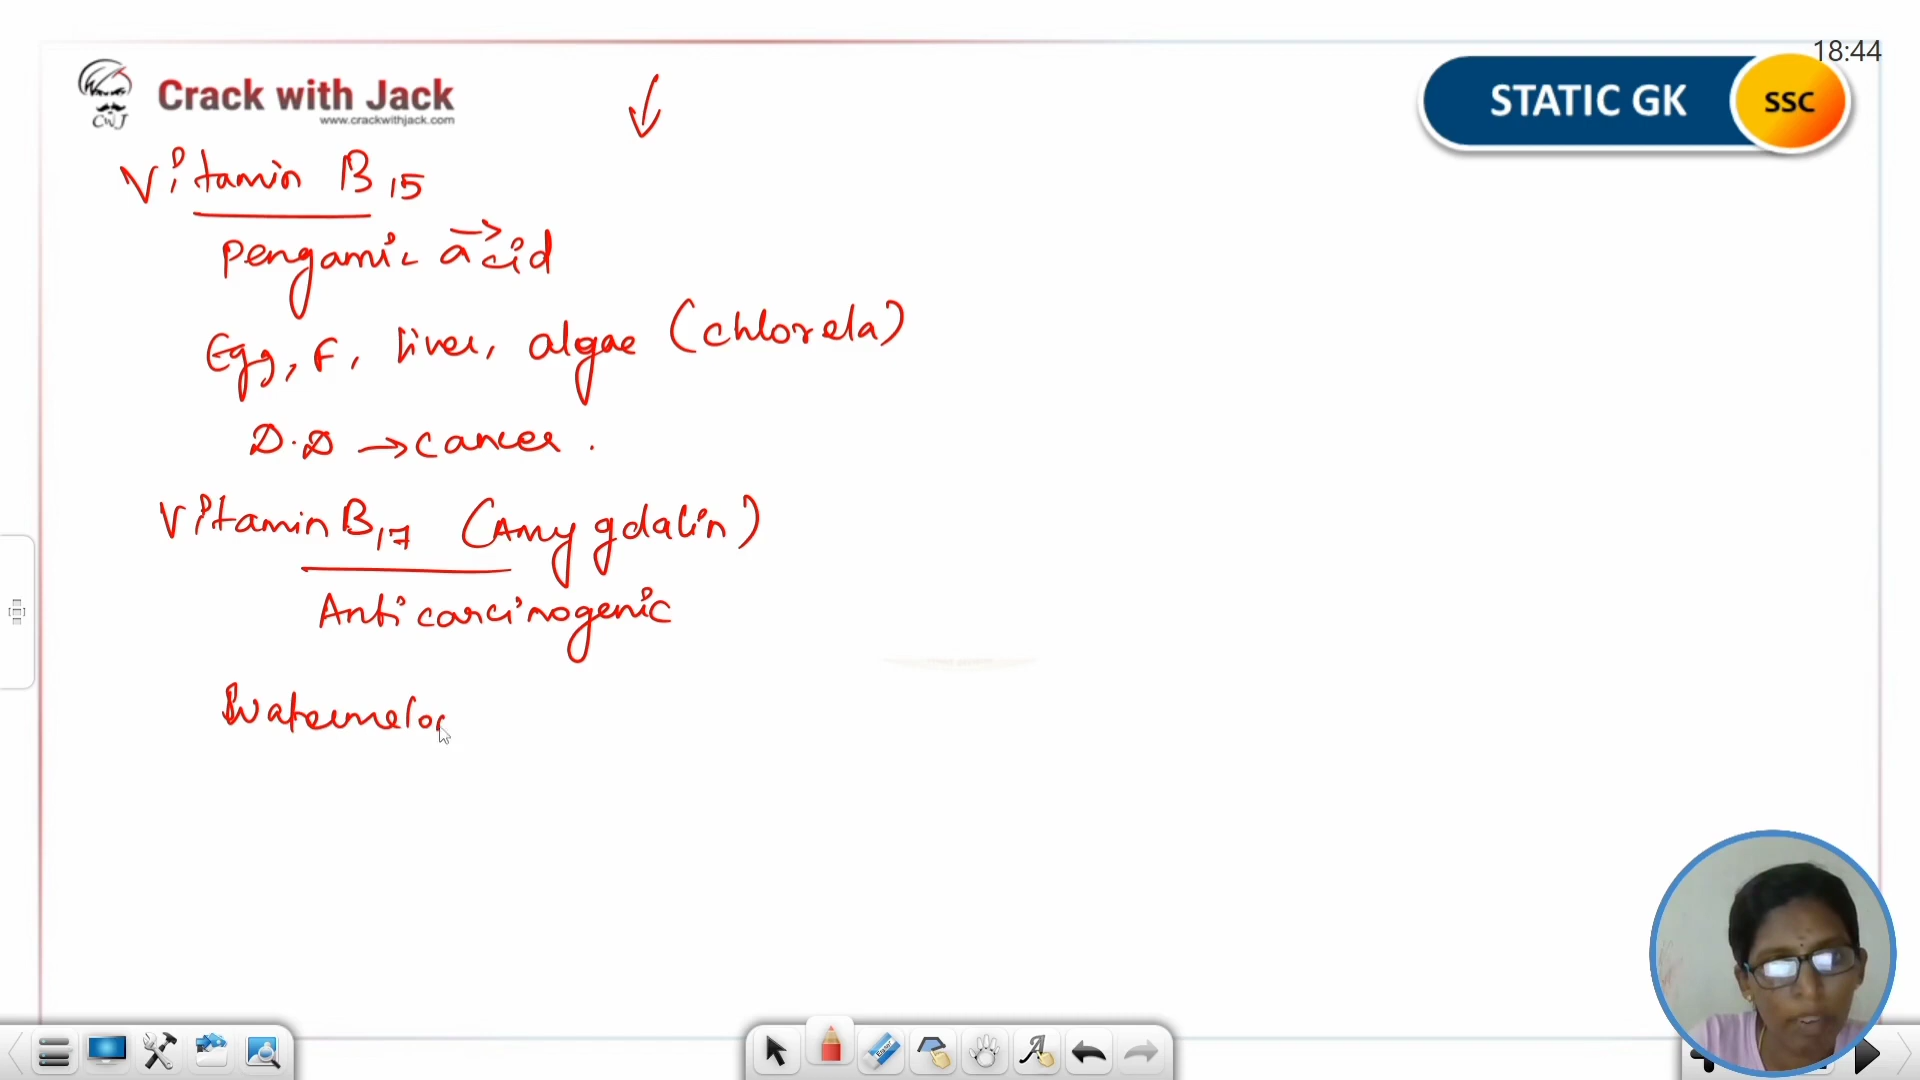 18:44
Crack with Jack
www.crackwithjack.com
CWJ
STATIC GK
SSC
Vitamin B15
Pengamic acid
Egg, F, liver, algae (chlorela)
D.D → cancer.
Vitamin B17 (Amygdalin)
Anticarcinogenic
Watermelon